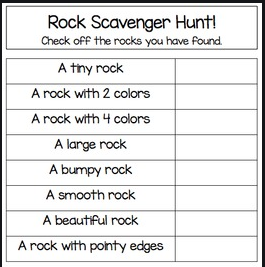 Rock Scavenger Hunt!
Check off the rocks you have found.
A tiny rock
A rock with 2 colors
A rock with 4 colors
A large rock
A bumpy rock
A smooth rock
A beautiful rock
A rock with pointy edges